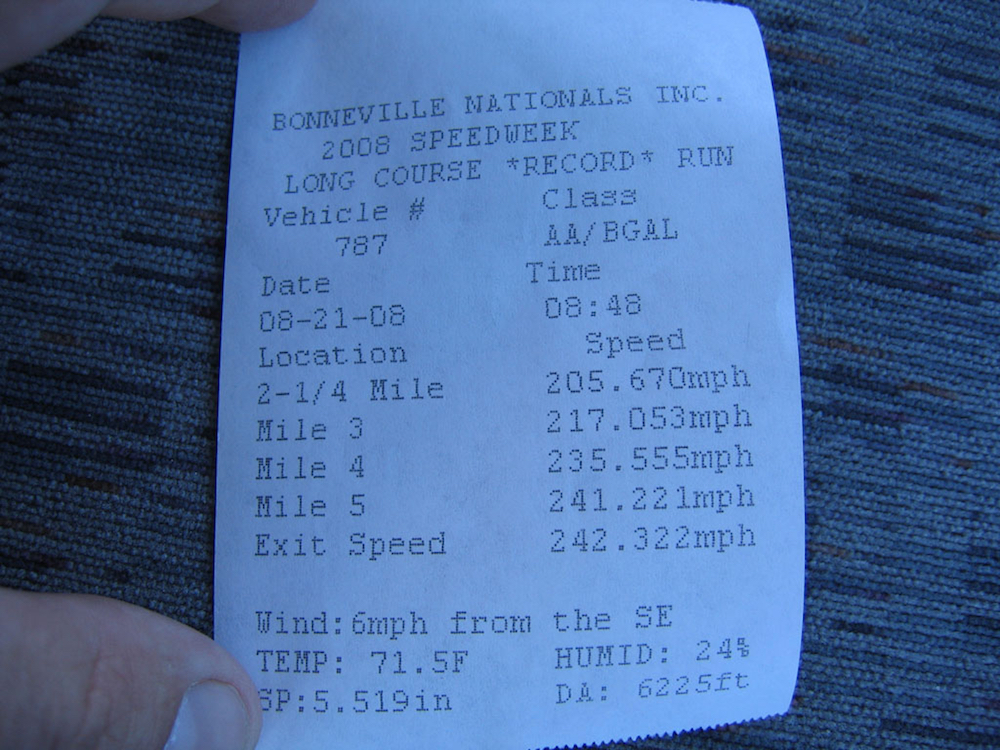 BONNEVILLE NATIONALS INC.
2008 SPEEDWEEK
LONG COURSE *RECORD* RUN
Vehicle # Class
787 AA/BGAL
Date Time
08-21-08 08:48
Location Speed
2-1/4 Mile 205.670mph
Mile 3 217.053mph
Mile 4 235.555mph
Mile 5 241.221mph
Exit Speed 242.322mph
Wind:6mph from the SE
TEMP: 71.5F HUMID: 24%
SP:5.519in DA: 6225ft